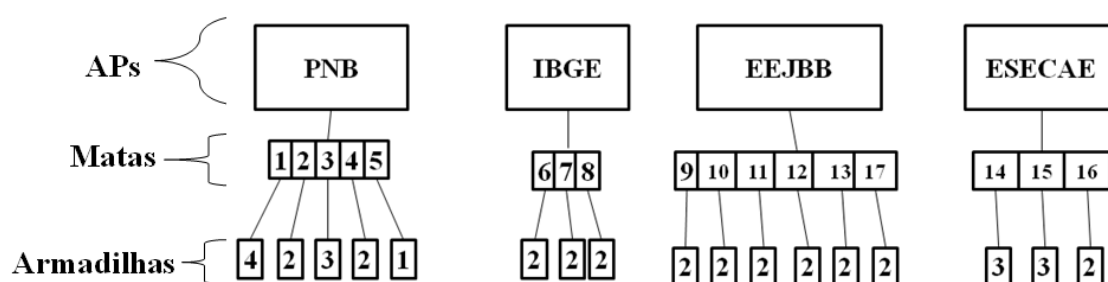 APs PNB IBGE EEJBB ESECAE
Matas 1 2 3 4 5 6 7 8 9 10 11 12 13 17 14 15 16
Armadilhas 4 2 3 2 1 2 2 2 2 2 2 2 2 2 3 3 2